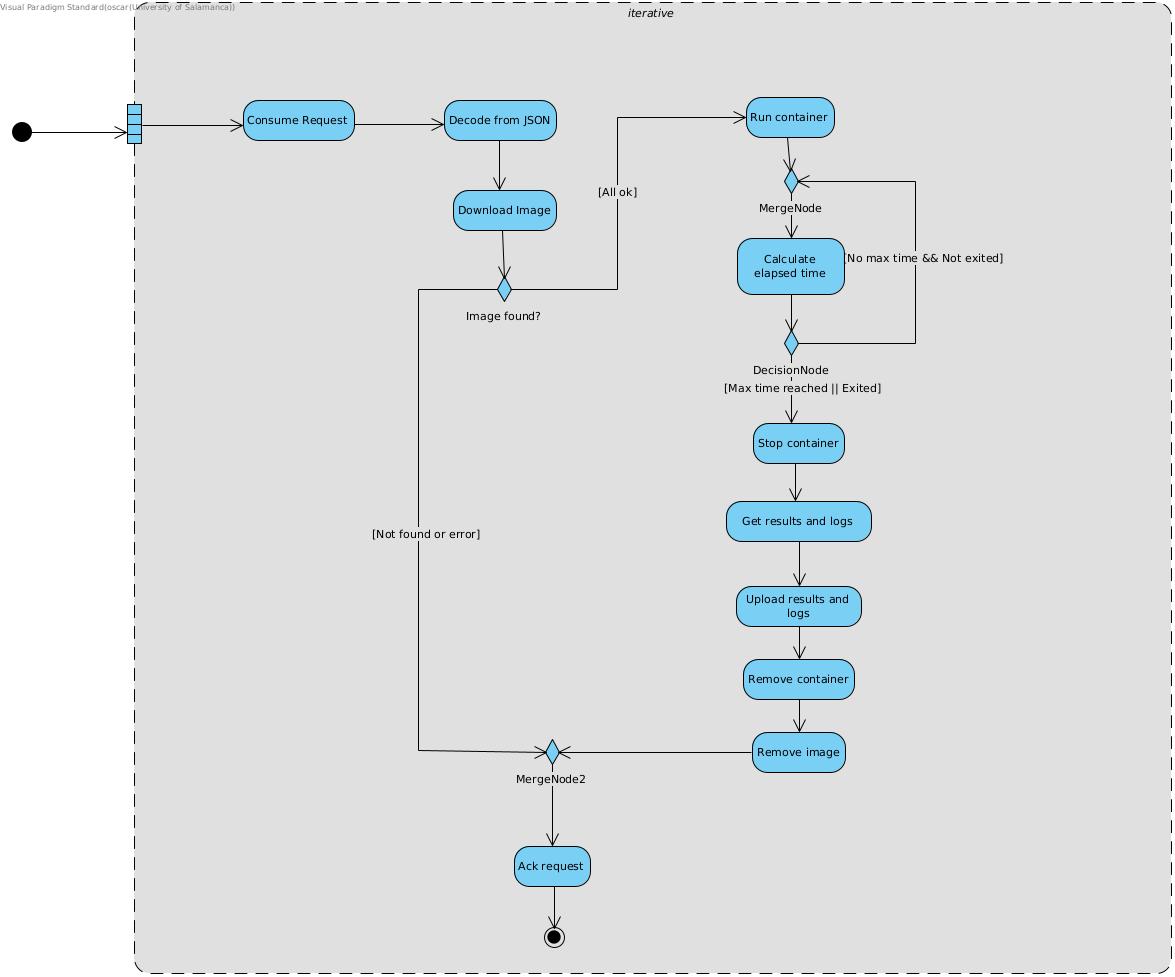 Visual Paradigm Standard(oscar(University of Salamanca))
iterative
Consume Request
Decode from JSON
Run container
Download Image
[All ok]
MergeNode
Calculate
elapsed time
[No max time && Not exited]
Image found?
DecisionNode
[Max time reached || Exited]
Stop container
Get results and logs
[Not found or error]
Upload results and
logs
Remove container
Remove image
MergeNode2
Ack request